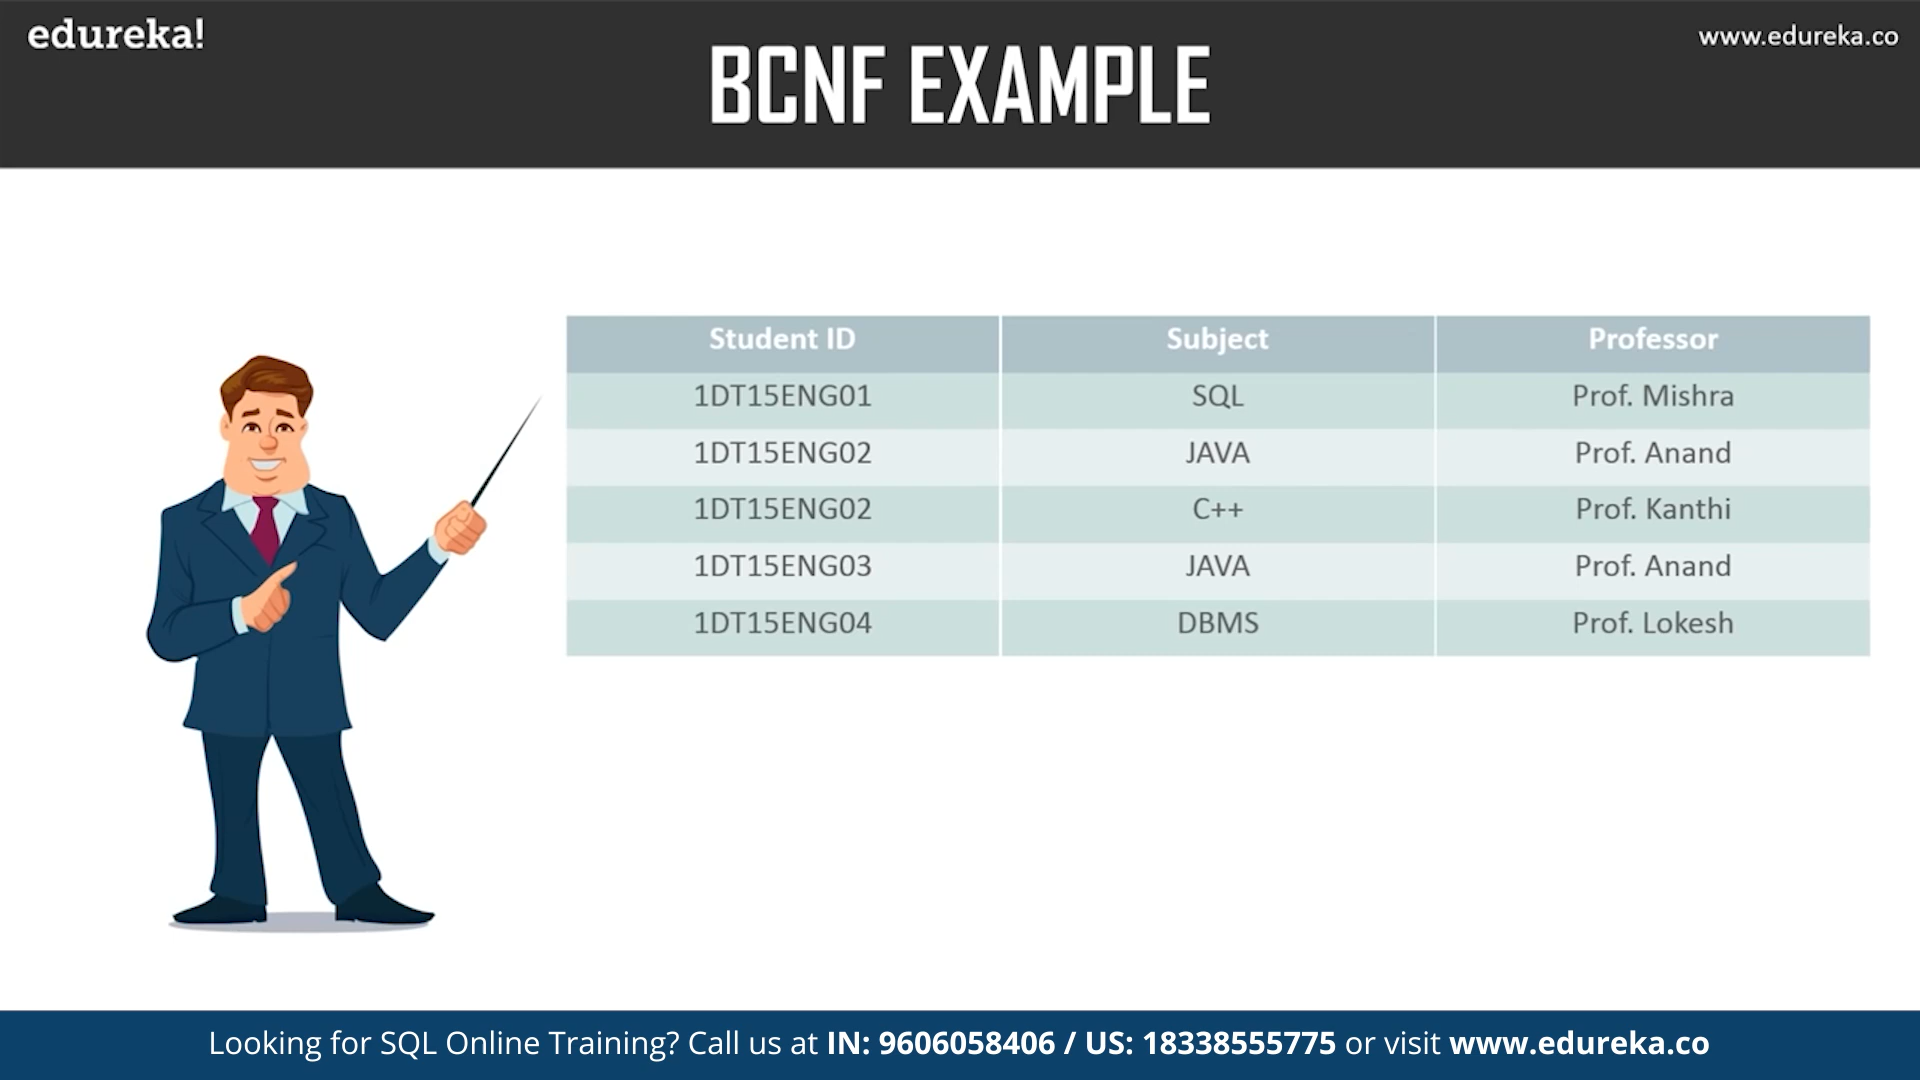 edureka!
www.edureka.co
BCNF EXAMPLE
Student ID Subject Professor
1DT15ENG01 SQL Prof. Mishra
1DT15ENG02 JAVA Prof. Anand
1DT15ENG02 C++ Prof. Kanthi
1DT15ENG03 JAVA Prof. Anand
1DT15ENG04 DBMS Prof. Lokesh
Looking for SQL Online Training? Call us at IN: 9606058406 / US: 18338555775 or visit www.edureka.co